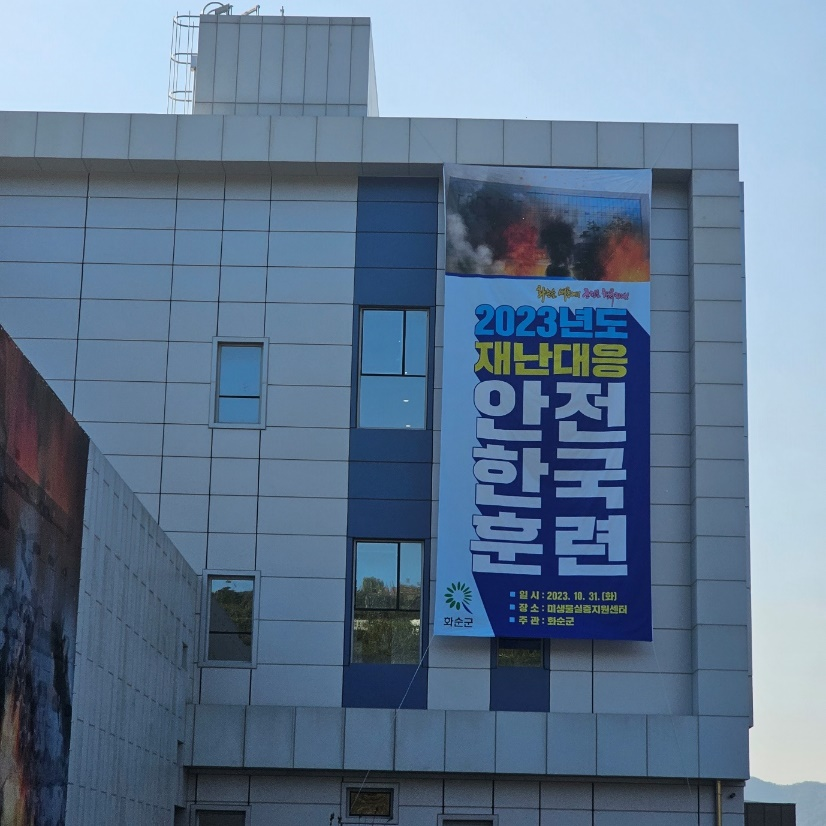 2023년도
재난대응
안전
한국
훈련
일 시 : 2023. 10. 31. (화)
장 소 : 미생물실증지원센터
주 관 : 화순군
화순군